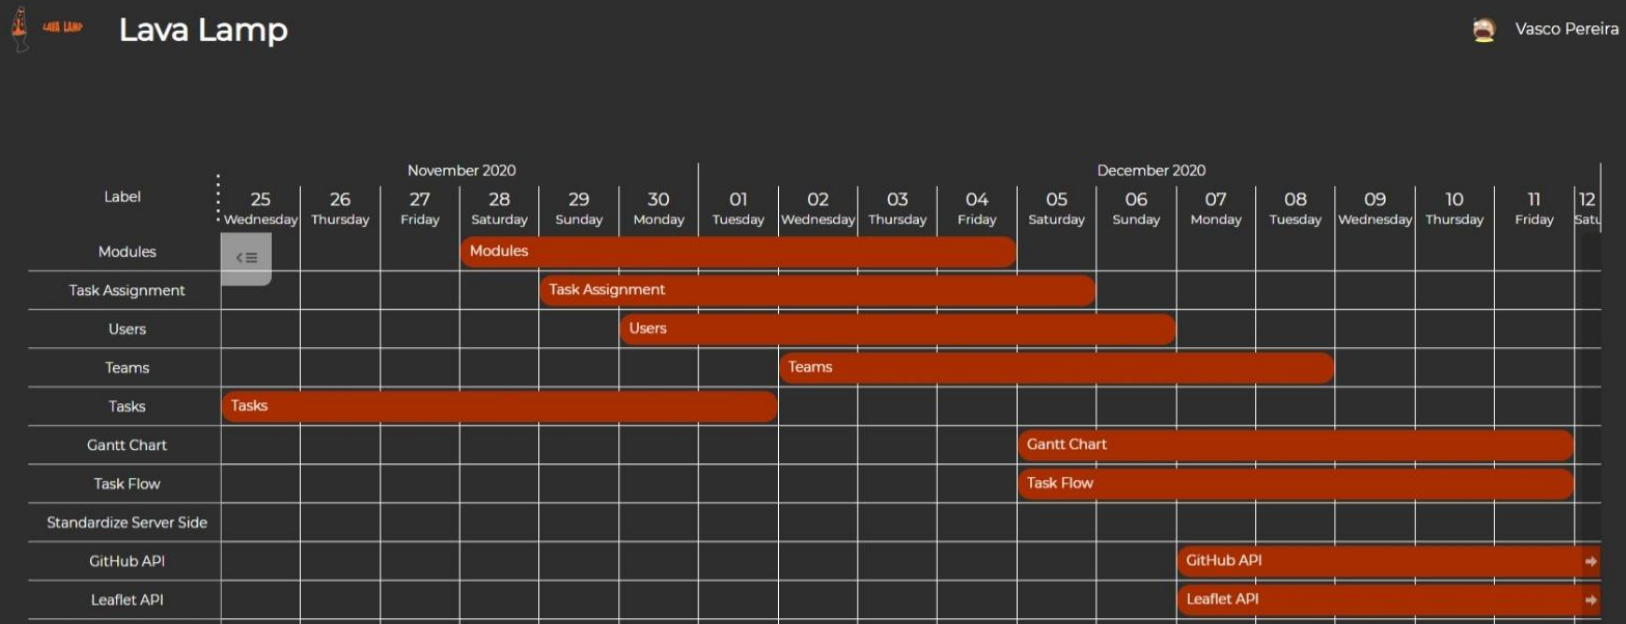 LAVA LAMP
Lava Lamp
Vasco Pereira
November 2020
December 2020
Label
25 26 27 28 29 30 01 02 03 04 05 06 07 08 09 10 11 12
Wednesday Thursday Friday Saturday Sunday Monday Tuesday Wednesday Thursday Friday Saturday Sunday Monday Tuesday Wednesday Thursday Friday Satu
Modules Modules
Task Assignment Task Assignment
Users Users
Teams Teams
Tasks Tasks
Gantt Chart Gantt Chart
Task Flow Task Flow
Standardize Server Side
GitHub API GitHub API
Leaflet API Leaflet API